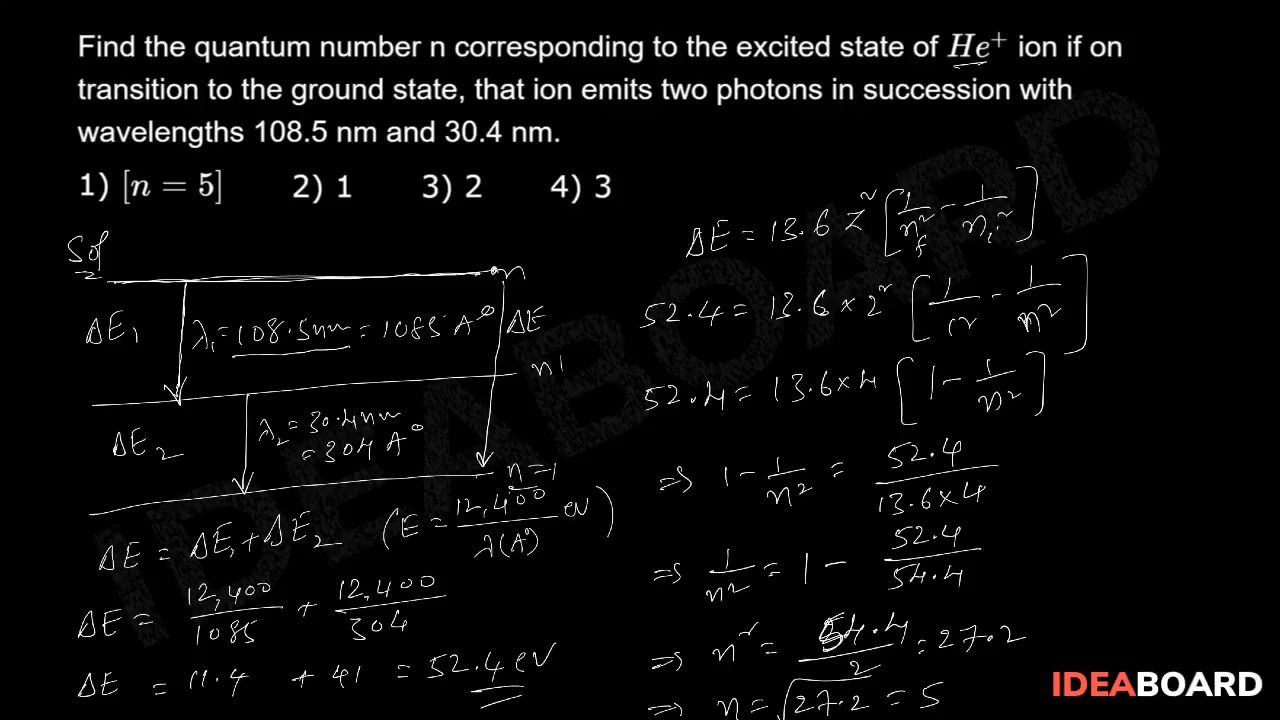 Find the quantum number n corresponding to the excited state of He⁺ ion if on
transition to the ground state, that ion emits two photons in succession with
wavelengths 108.5 nm and 30.4 nm.
1) [n = 5] 2) 1 3) 2 4) 3
Sol
n
ΔE₁ λ₁ = 108.5nm = 1085 A° ΔE
n'
ΔE₂ λ₂ = 30.4nm
= 304 A°
n=1
ΔE = ΔE₁ + ΔE₂ (E = 12,400/λ(A°) eV)
ΔE = 12,400/1085 + 12,400/304
ΔE = 11.4 + 41 = 52.4 eV
ΔE = 13.6 Z² [1/n_f² - 1/n_i²]
52.4 = 13.6 × 2² [1/1² - 1/n²]
52.4 = 13.6×4 [1 - 1/n²]
⇒ 1 - 1/n² = 52.4/13.6×4
⇒ 1/n² = 1 - 52.4/54.4
⇒ n² = 54.4/2 = 27.2
⇒ n = √27.2 = 5
IDEABOARD
IDEABOARD